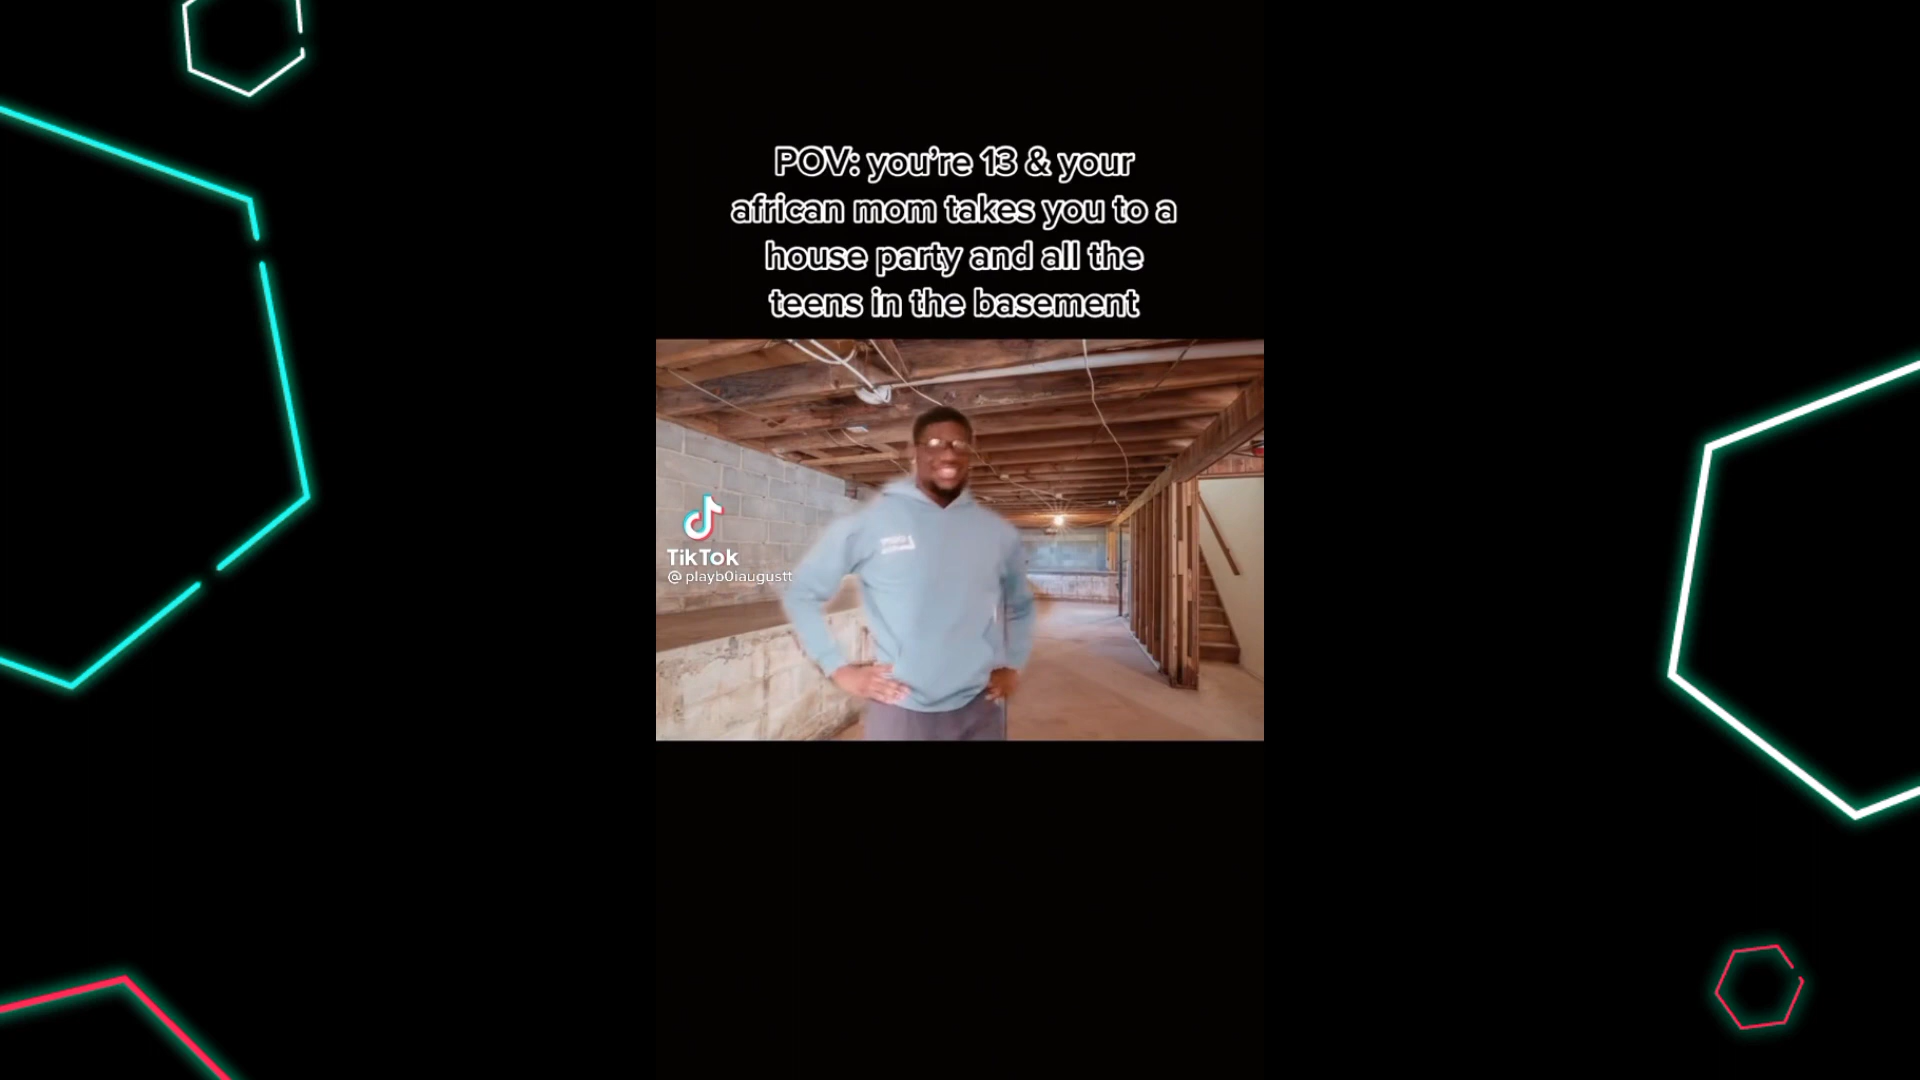 POV: you're 13 & your
african mom takes you to a
house party and all the
teens in the basement
TikTok
@playb0iaugustt